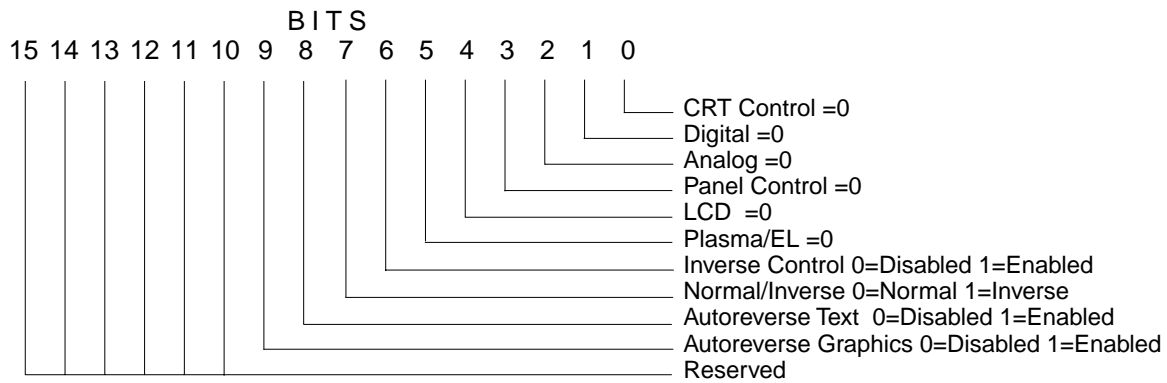 B I T S
15 14 13 12 11 10 9 8 7 6 5 4 3 2 1 0
CRT Control =0
Digital =0
Analog =0
Panel Control =0
LCD =0
Plasma/EL =0
Inverse Control 0=Disabled 1=Enabled
Normal/Inverse 0=Normal 1=Inverse
Autoreverse Text 0=Disabled 1=Enabled
Autoreverse Graphics 0=Disabled 1=Enabled
Reserved